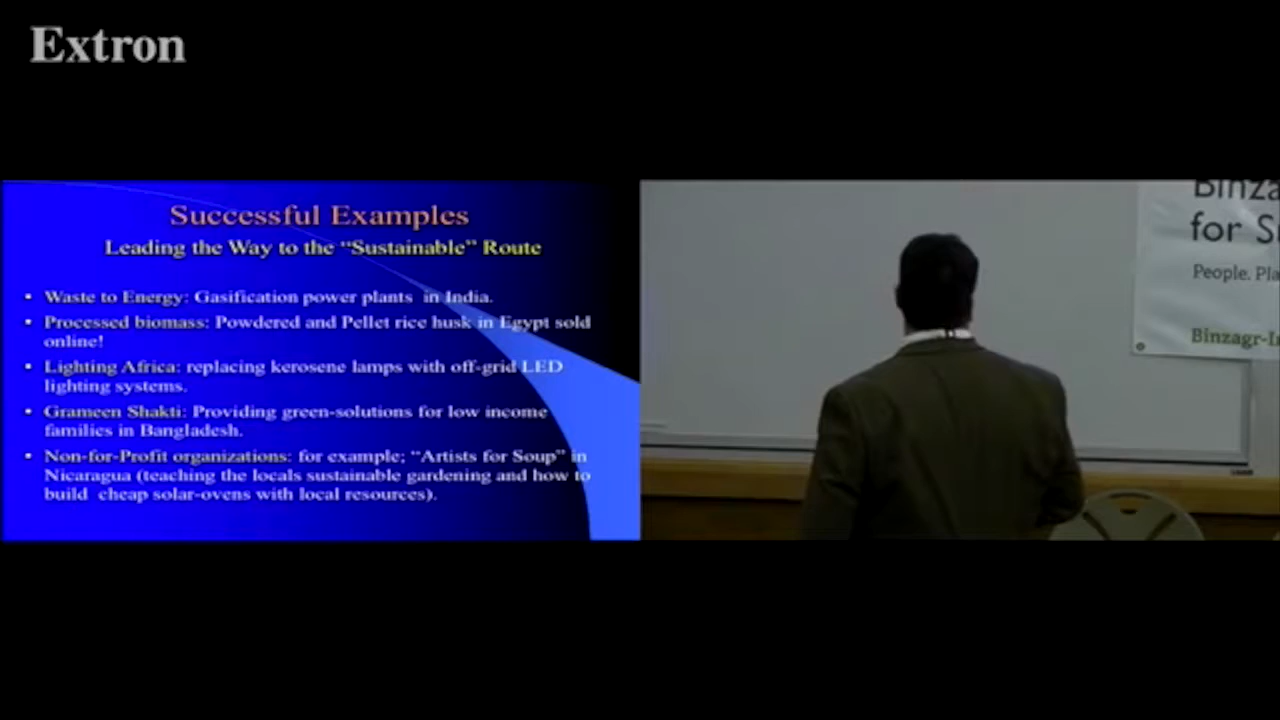 Extron
Successful Examples
Leading the Way to the “Sustainable” Route
▪ Waste to Energy: Gasification power plants in India.
▪ Processed biomass: Powdered and Pellet rice husk in Egypt sold
online!
▪ Lighting Africa: replacing kerosene lamps with off-grid LED
lighting systems.
▪ Grameen Shakti: Providing green-solutions for low income
families in Bangladesh.
▪ Non-for-Profit organizations: for example; “Artists for Soup” in
Nicaragua (teaching the locals sustainable gardening and how to
build cheap solar-ovens with local resources).
Binza
for S
People. Pla
Binzagr-I